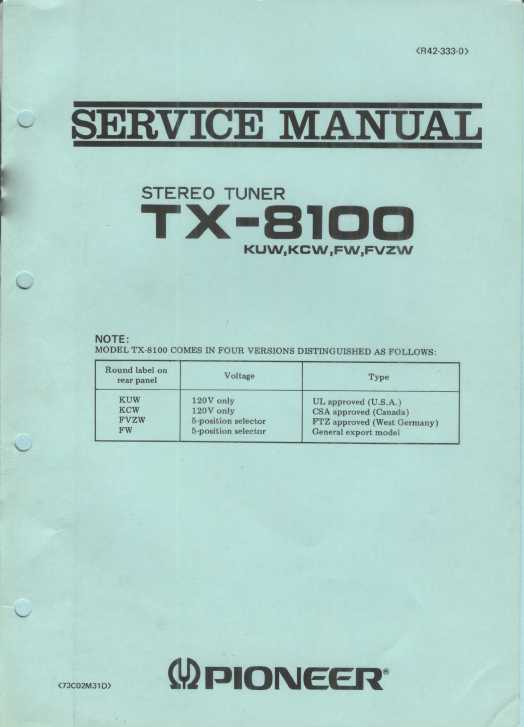 <R42-333-0>
SERVICE MANUAL
STEREO TUNER
TX-8100
KUW,KCW,FW,FVZW
NOTE:
MODEL TX-8100 COMES IN FOUR VERSIONS DISTINGUISHED AS FOLLOWS:
Round label on rear panel Voltage Type
KUW 120V only UL approved (U.S.A.)
KCW 120V only CSA approved (Canada)
FVZW 5-position selector FTZ approved (West Germany)
FW 5-position selector General export model
PIONEER®
<73C02M31D>